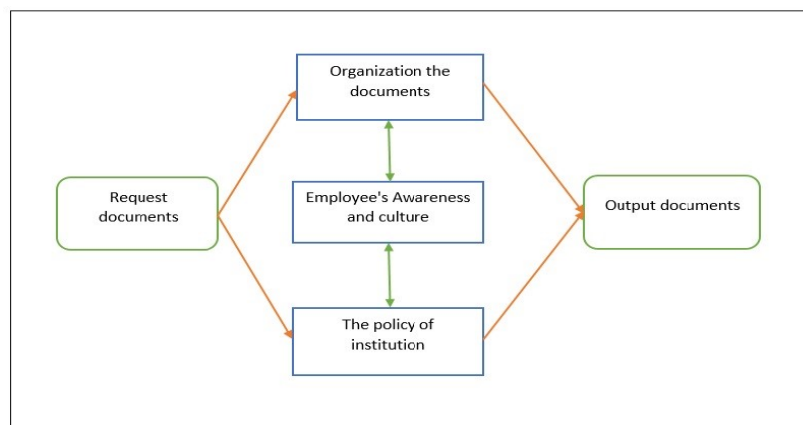 Organization the
documents
Request
documents
Employee's Awareness
and culture
Output documents
The policy of
institution